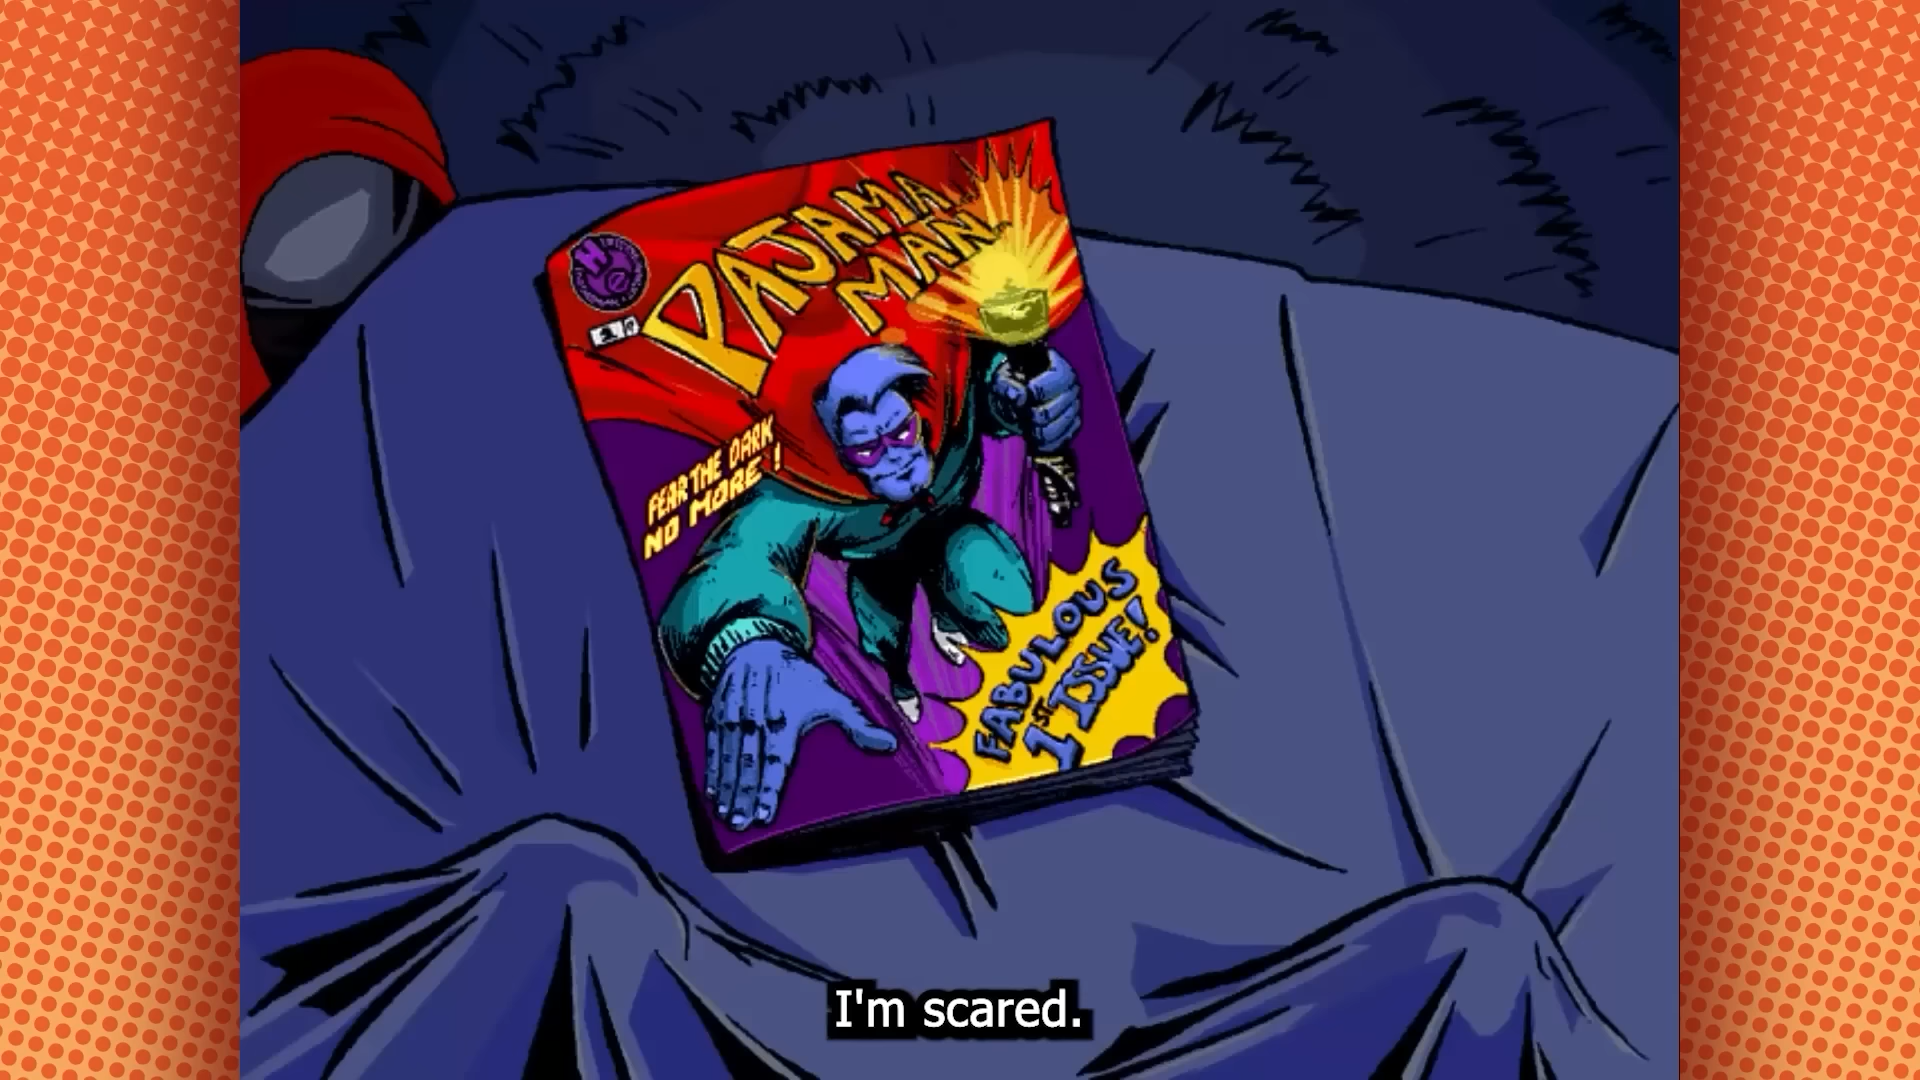 PAJAMA
MAN
FEAR THE DARK
NO MORE!
FABULOUS
1ST ISSUE!
I'm scared.